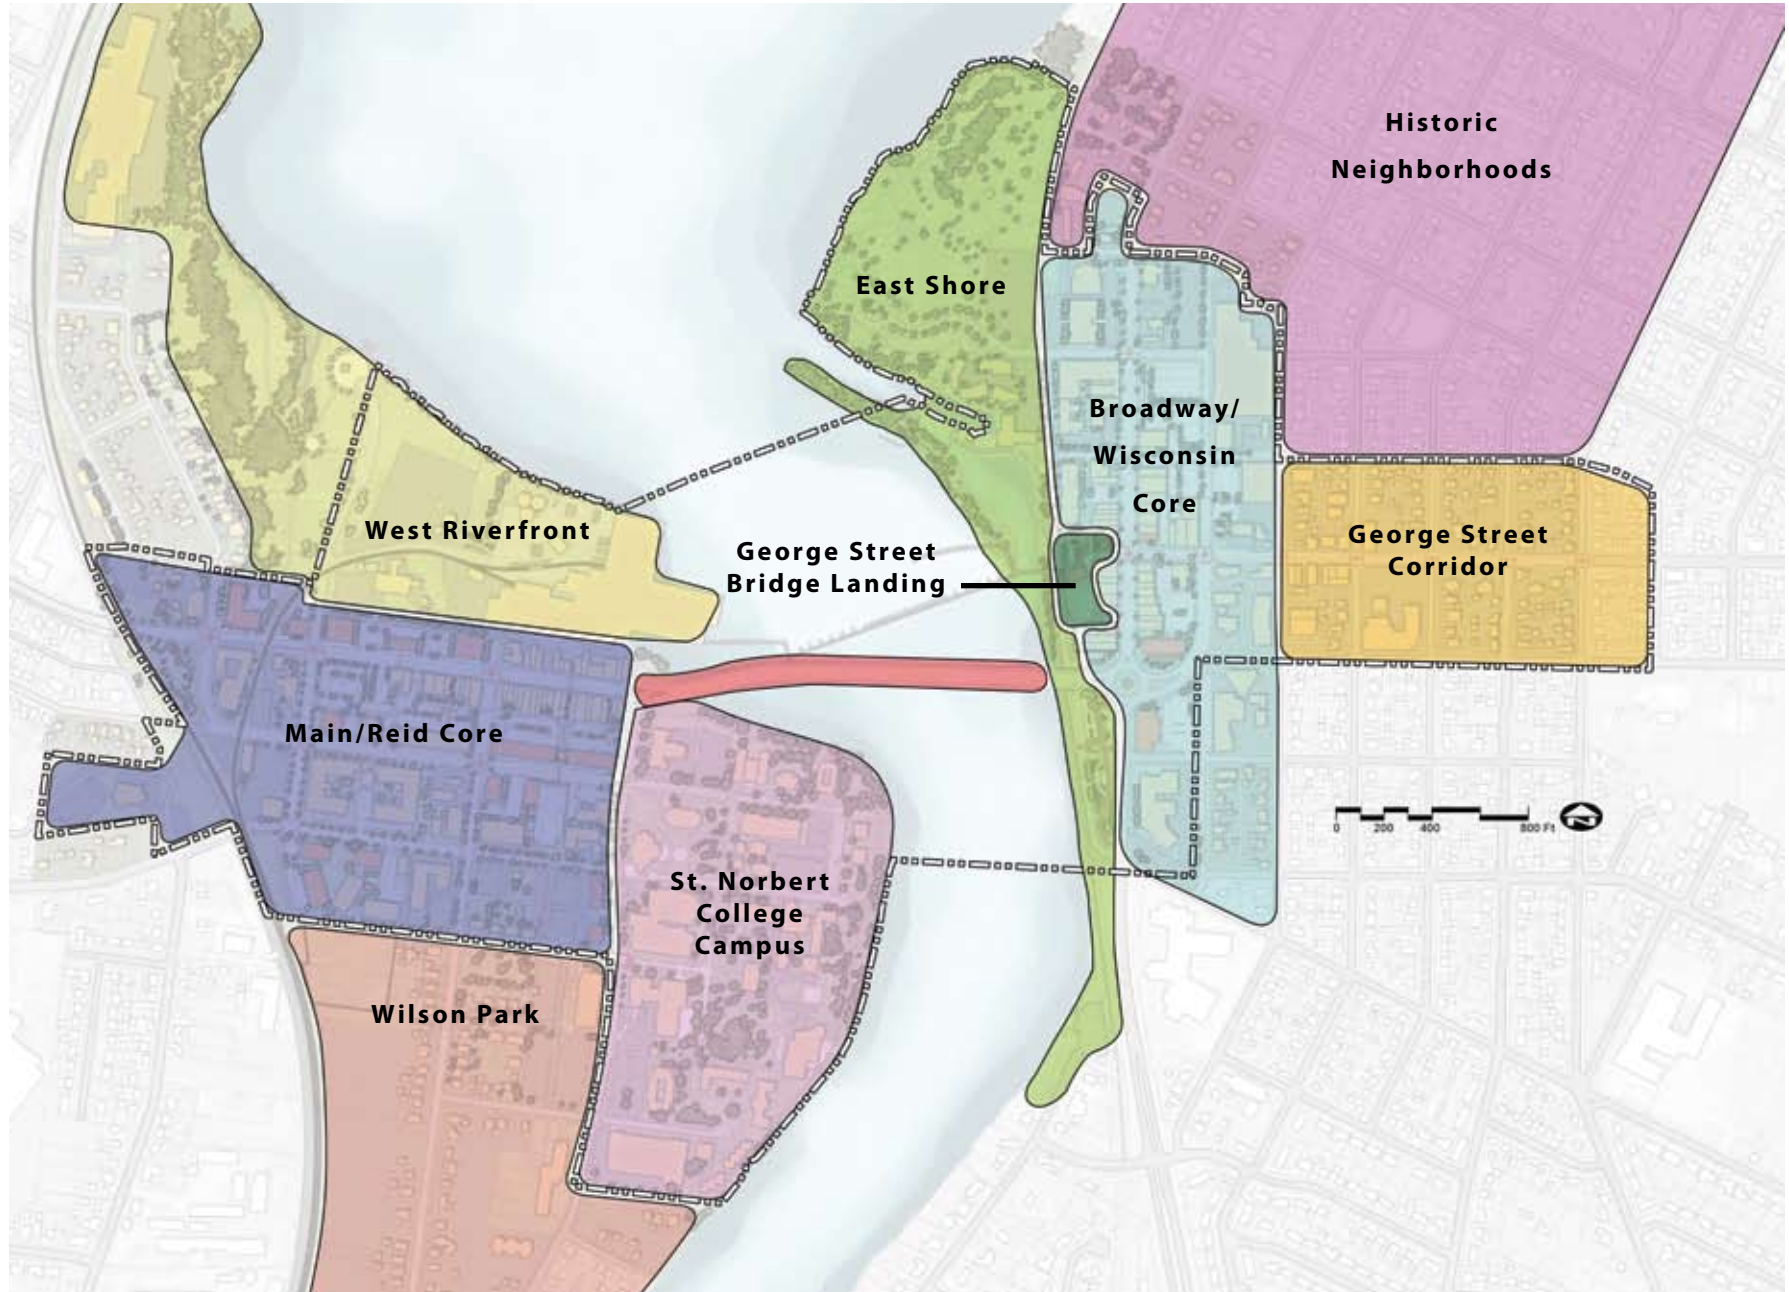 Historic
Neighborhoods
East Shore
Broadway/
Wisconsin
Core
West Riverfront
George Street
Bridge Landing
George Street
Corridor
Main/Reid Core
0 200 400 800 Ft
N
St. Norbert
College
Campus
Wilson Park